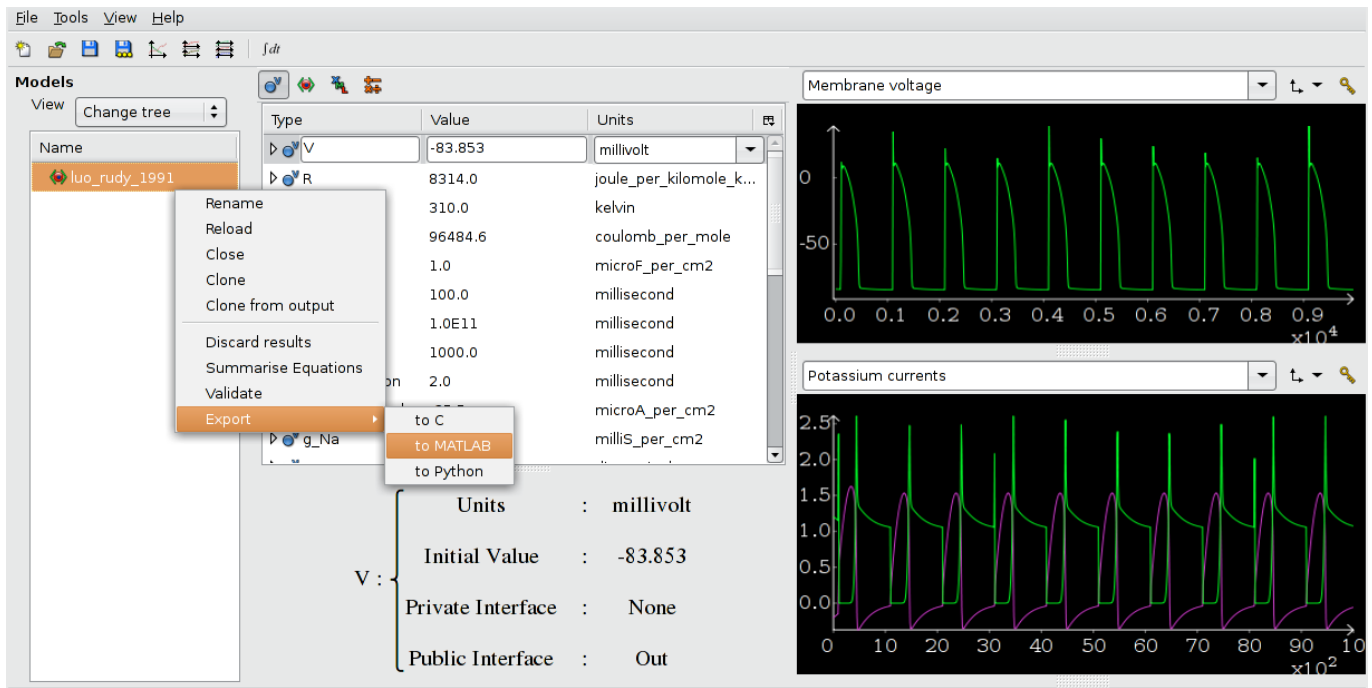 File Tools View Help
∫dt
Models
View Change tree
Name
luo_rudy_1991
Rename
Reload
Close
Clone
Clone from output
Discard results
Summarise Equations
Validate
Export
to C
to MATLAB
to Python
Type Value Units
V -83.853 millivolt
R 8314.0 joule_per_kilomole_k...
310.0 kelvin
96484.6 coulomb_per_mole
1.0 microF_per_cm2
100.0 millisecond
1.0E11 millisecond
1000.0 millisecond
on 2.0 millisecond
microA_per_cm2
g_Na milliS_per_cm2
V :
Units : millivolt
Initial Value : -83.853
Private Interface : None
Public Interface : Out
Membrane voltage
0
-50
0.0 0.1 0.2 0.3 0.4 0.5 0.6 0.7 0.8 0.9
x10⁴
Potassium currents
2.5
2.0
1.5
1.0
0.5
0.0
0 10 20 30 40 50 60 70 80 90 10
x10²